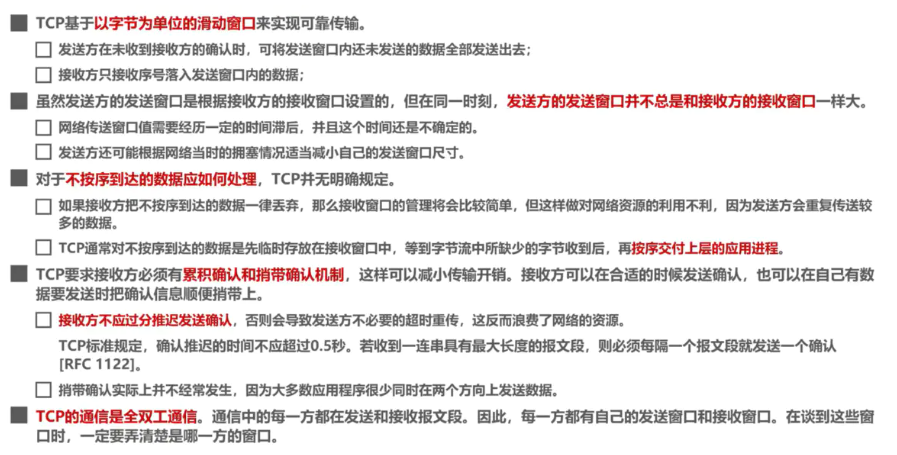 TCP基于以字节为单位的滑动窗口来实现可靠传输。
发送方在未收到接收方的确认时，可将发送窗口内还未发送的数据全部发送出去；
接收方只接收序号落入发送窗口内的数据；
虽然发送方的发送窗口是根据接收方的接收窗口设置的，但在同一时刻，发送方的发送窗口并不总是和接收方的接收窗口一样大。
网络传送窗口值需要经历一定的时间滞后，并且这个时间还是不确定的。
发送方还可能根据网络当时的拥塞情况适当减小自己的发送窗口尺寸。
对于不按序到达的数据应如何处理，TCP并无明确规定。
如果接收方把不按序到达的数据一律丢弃，那么接收窗口的管理将会比较简单，但这样做对网络资源的利用不利，因为发送方会重复传送较
多的数据。
TCP通常对不按序到达的数据是先临时存放在接收窗口中，等到字节流中所缺少的字节收到后，再按序交付上层的应用进程。
TCP要求接收方必须有累积确认和捎带确认机制，这样可以减小传输开销。接收方可以在合适的时候发送确认，也可以在自己有数
据要发送时把确认信息顺便捎带上。
接收方不应过分推迟发送确认，否则会导致发送方不必要的超时重传，这反而浪费了网络的资源。
TCP标准规定，确认推迟的时间不应超过0.5秒。若收到一连串具有最大长度的报文段，则必须每隔一个报文段就发送一个确认
[RFC 1122]。
捎带确认实际上并不经常发生，因为大多数应用程序很少同时在两个方向上发送数据。
TCP的通信是全双工通信。通信中的每一方都在发送和接收报文段。因此，每一方都有自己的发送窗口和接收窗口。在谈到这些窗
口时，一定要弄清楚是哪一方的窗口。